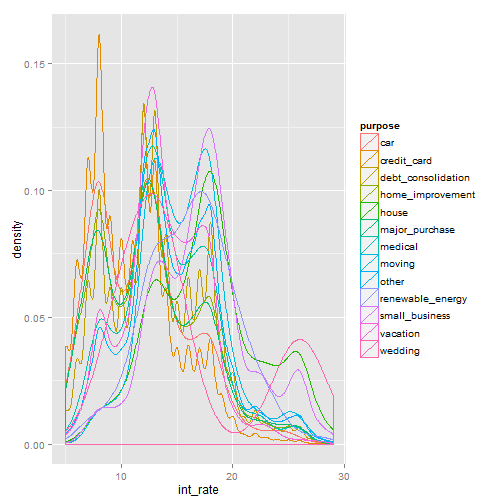 0.15
0.10
0.05
0.00
density
10
20
30
int_rate
purpose
car
credit_card
debt_consolidation
home_improvement
house
major_purchase
medical
moving
other
renewable_energy
small_business
vacation
wedding